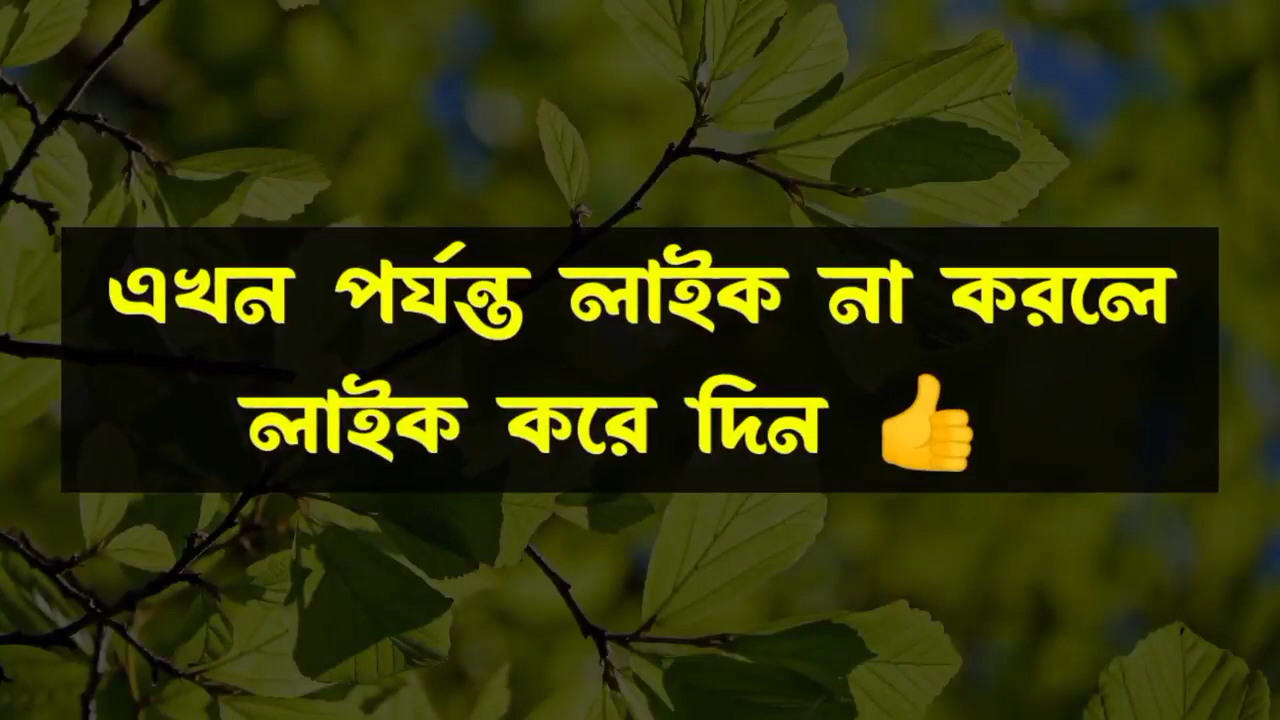 এখন পর্যন্ত লাইক না করলে
লাইক করে দিন 👍